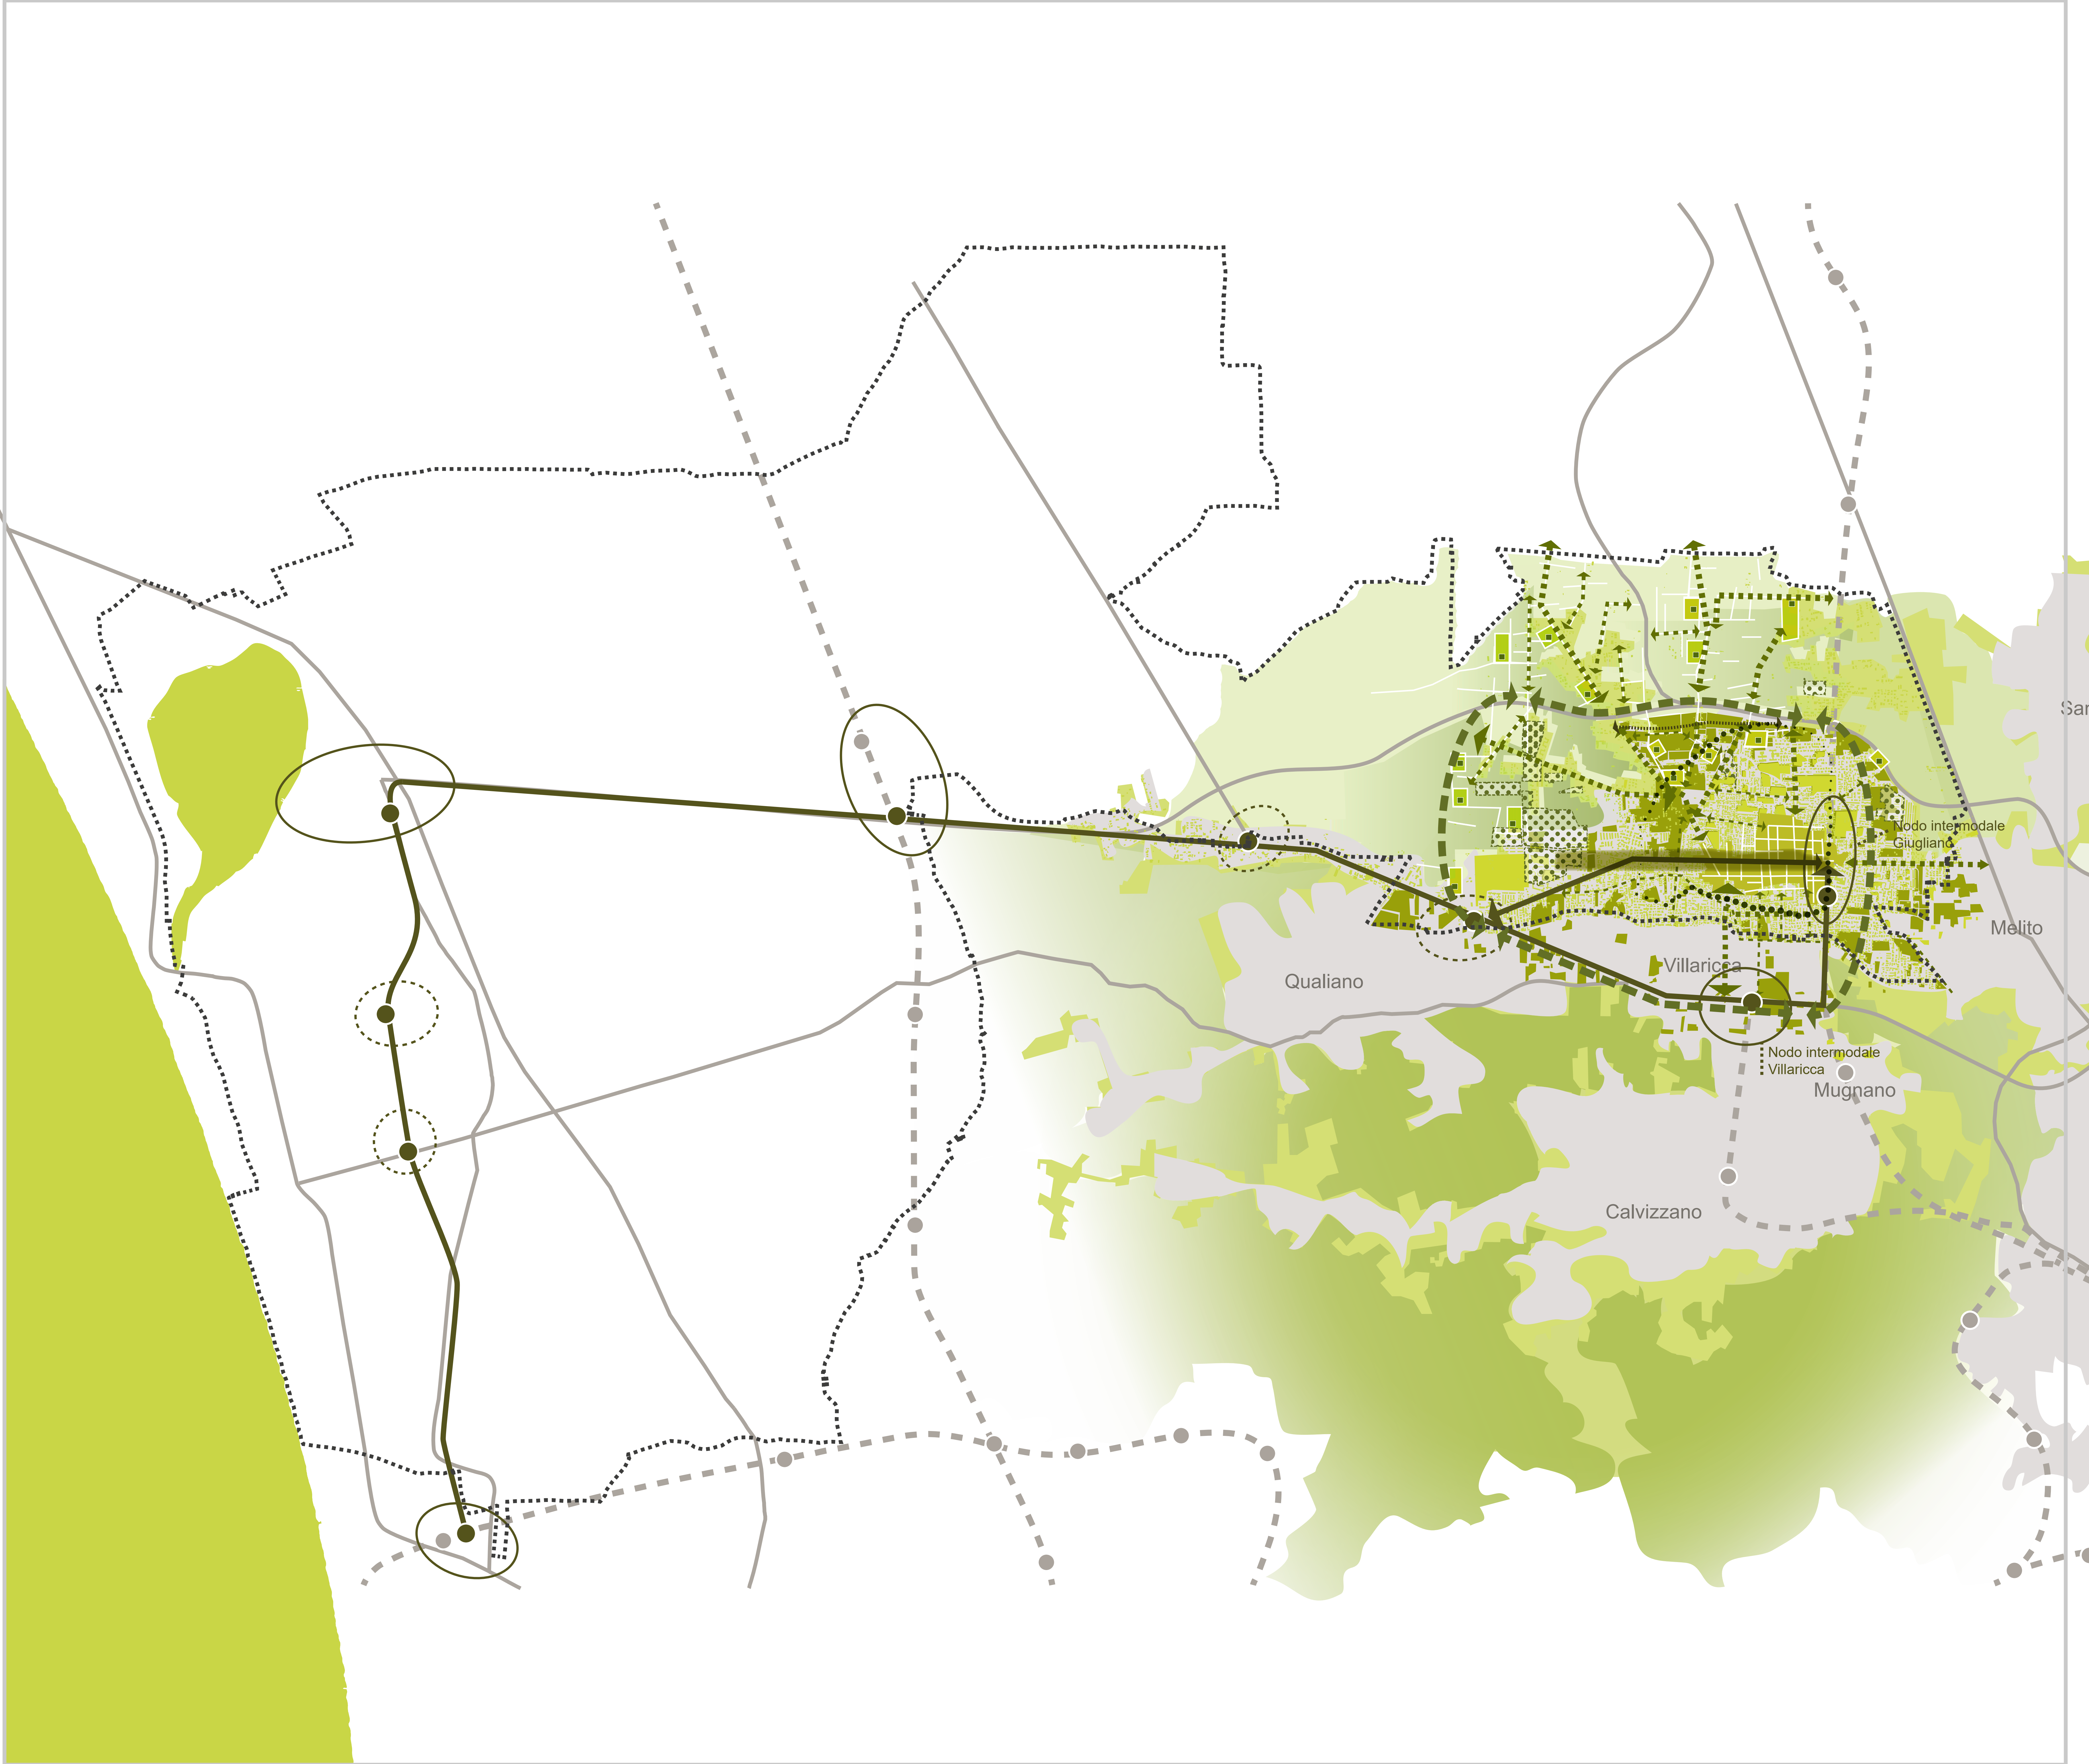 Sar
Nodo intermodale
Giugliano
Melito
Villaricca
Qualiano
Nodo intermodale
Villaricca
Mugnano
Calvizzano